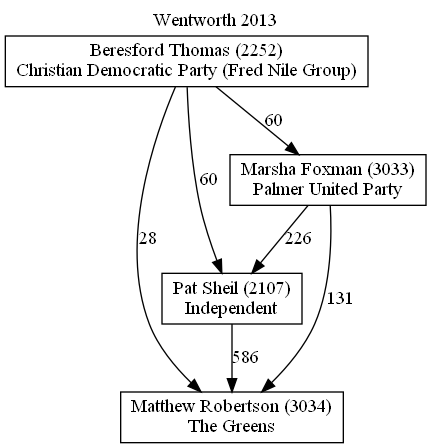 Wentworth 2013
Beresford Thomas (2252)
Christian Democratic Party (Fred Nile Group)
60
Marsha Foxman (3033)
Palmer United Party
60
28
226
Pat Sheil (2107)
Independent
131
586
Matthew Robertson (3034)
The Greens